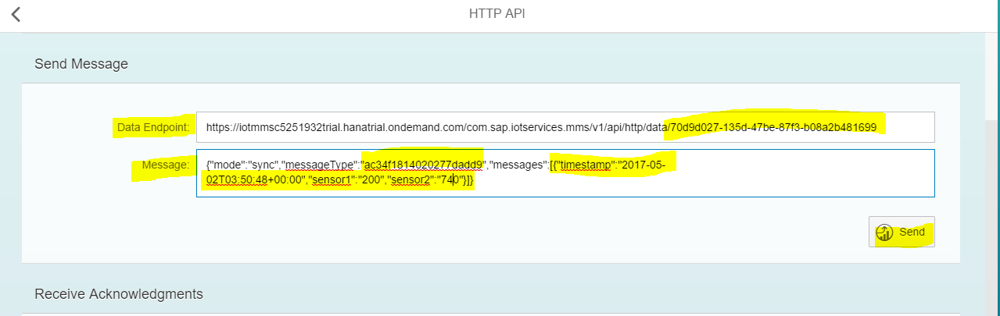 HTTP API
Send Message
Data Endpoint:
https://iotmmsc5251932trial.hanatrial.ondemand.com/com.sap.iotservices.mms/v1/api/http/data/70d9d027-135d-47be-87f3-b08a2b481699
Message:
{"mode":"sync","messageType":"ac34f1814020277dadd9","messages":[{"timestamp":"2017-05-
02T03:50:48+00:00","sensor1":"200","sensor2":"740"}]}
Send
Receive Acknowledgments